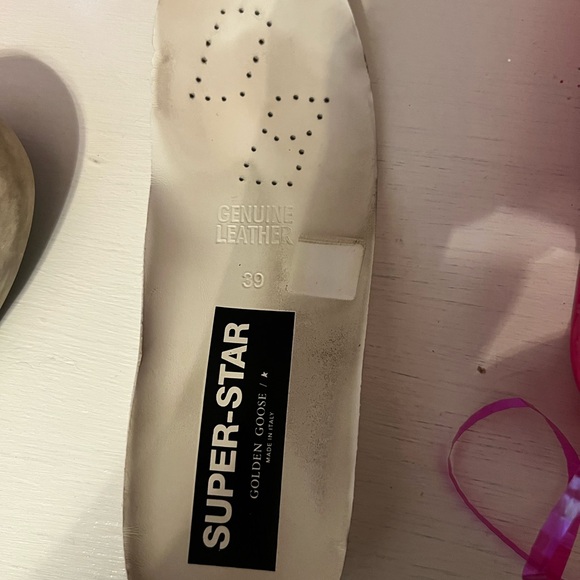 GENUINE
LEATHER
39
SUPER-STAR
GOLDEN GOOSE / ★
MADE IN ITALY